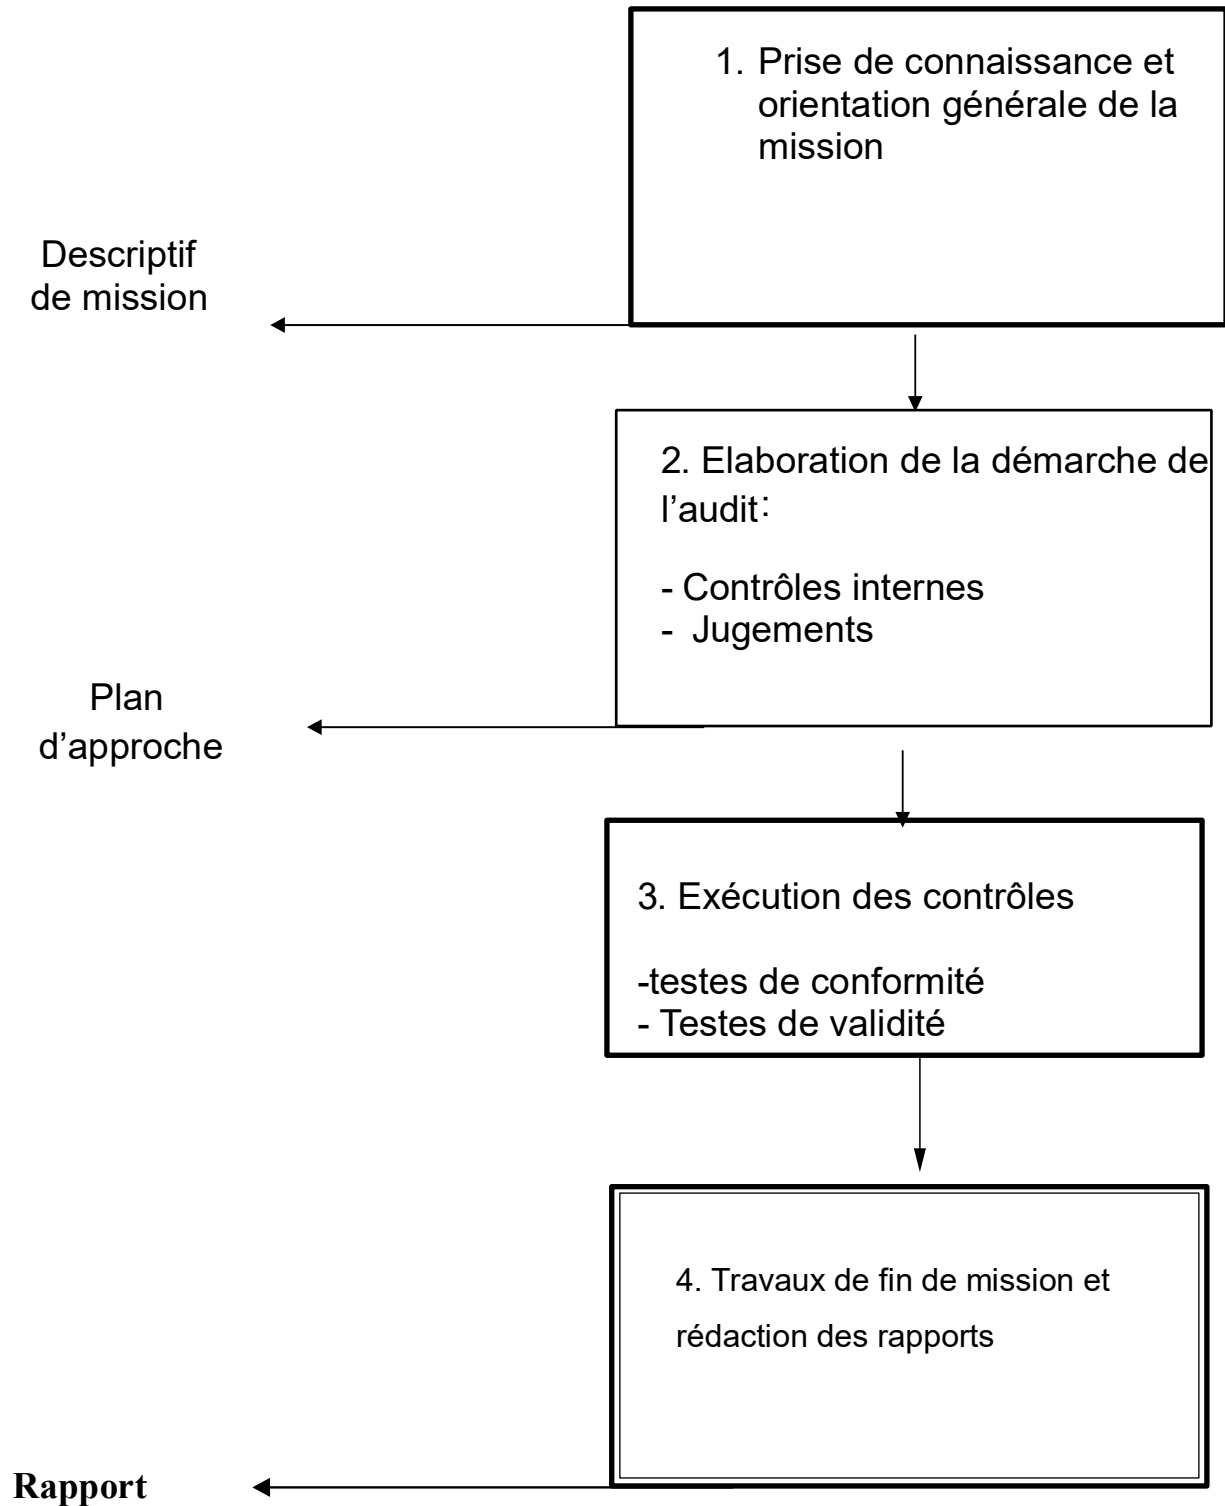 1. Prise de connaissance et
orientation générale de la
mission
Descriptif
de mission
2. Elaboration de la démarche de
l’audit:
- Contrôles internes
- Jugements
Plan
d’approche
3. Exécution des contrôles
-testes de conformité
- Testes de validité
4. Travaux de fin de mission et
rédaction des rapports
Rapport